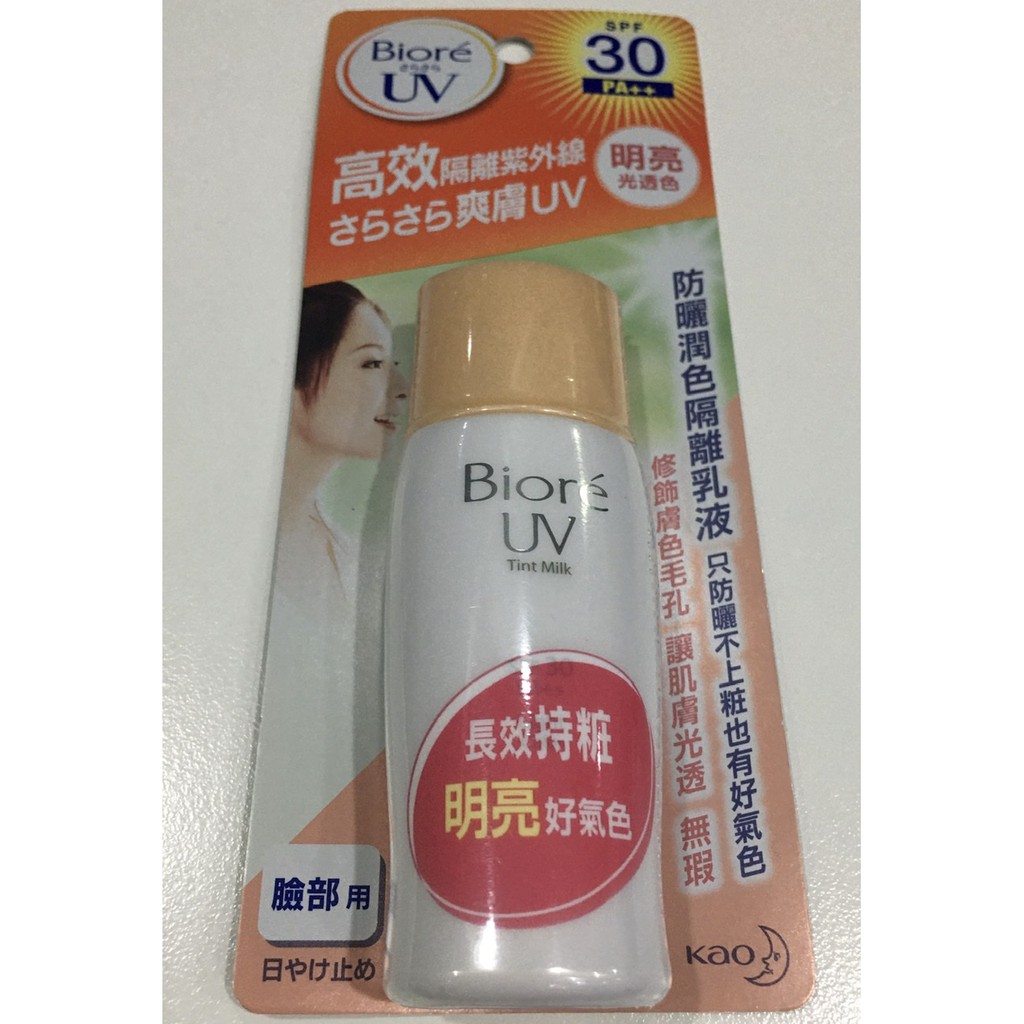 Bioré
さらさら
UV
SPF
30
PA++
高效隔離紫外線
さらさら爽膚UV
明亮
光透色
防曬潤色隔離乳液 只防曬不上粧也有好氣色
修飾膚色毛孔 讓肌膚光透 無瑕
Bioré
UV
Tint Milk
長效持粧
明亮好氣色
臉部用
日やけ止め
Kao